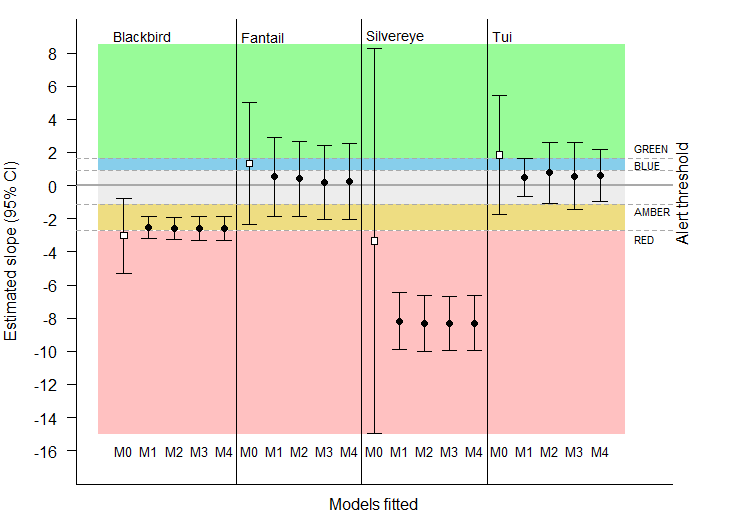 Blackbird Fantail Silvereye Tui
8
6
4
2
0
-2
-4
-6
-8
-10
-12
-14
-16
Estimated slope (95% CI)
GREEN
BLUE
AMBER
RED
Alert threshold
M0 M1 M2 M3 M4 M0 M1 M2 M3 M4 M0 M1 M2 M3 M4 M0 M1 M2 M3 M4
Models fitted